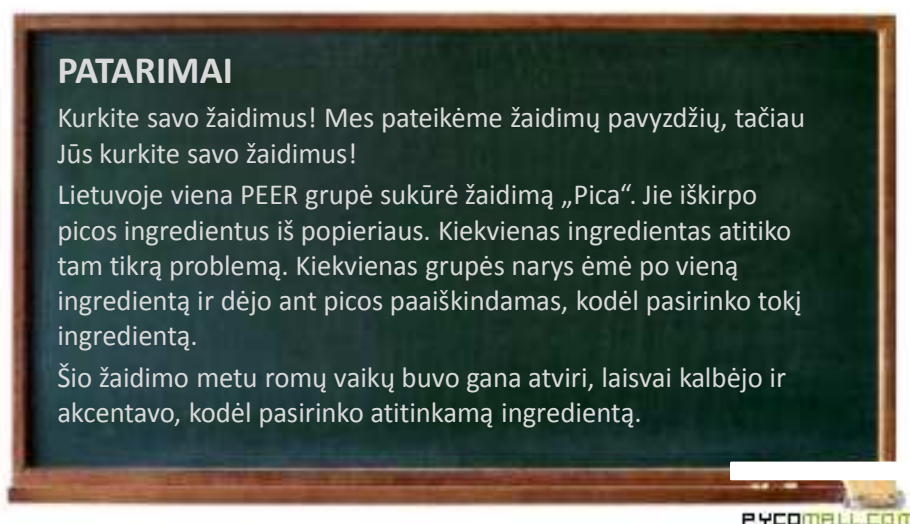 PATARIMAI
Kurkite savo žaidimus! Mes pateikėme žaidimų pavyzdžių, tačiau
Jūs kurkite savo žaidimus!
Lietuvoje viena PEER grupė sukūrė žaidimą „Pica“. Jie iškirpo
picos ingredientus iš popieriaus. Kiekvienas ingredientas atitiko
tam tikrą problemą. Kiekvienas grupės narys ėmė po vieną
ingredientą ir dėjo ant picos paaiškindamas, kodėl pasirinko tokį
ingredientą.
Šio žaidimo metu romų vaikų buvo gana atviri, laisvai kalbėjo ir
akcentavo, kodėl pasirinko atitinkamą ingredientą.
PYCOMALL.COM